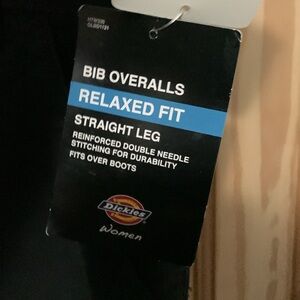 BIB OVERALLS
RELAXED FIT
STRAIGHT LEG
REINFORCED DOUBLE NEEDLE
STITCHING FOR DURABILITY
FITS OVER BOOTS
Dickies
Women